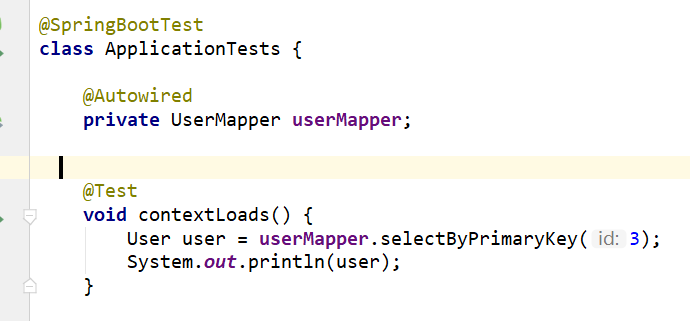 @SpringBootTest
class ApplicationTests {
@Autowired
private UserMapper userMapper;
@Test
void contextLoads() {
User user = userMapper.selectByPrimaryKey( id: 3);
System.out.println(user);
}